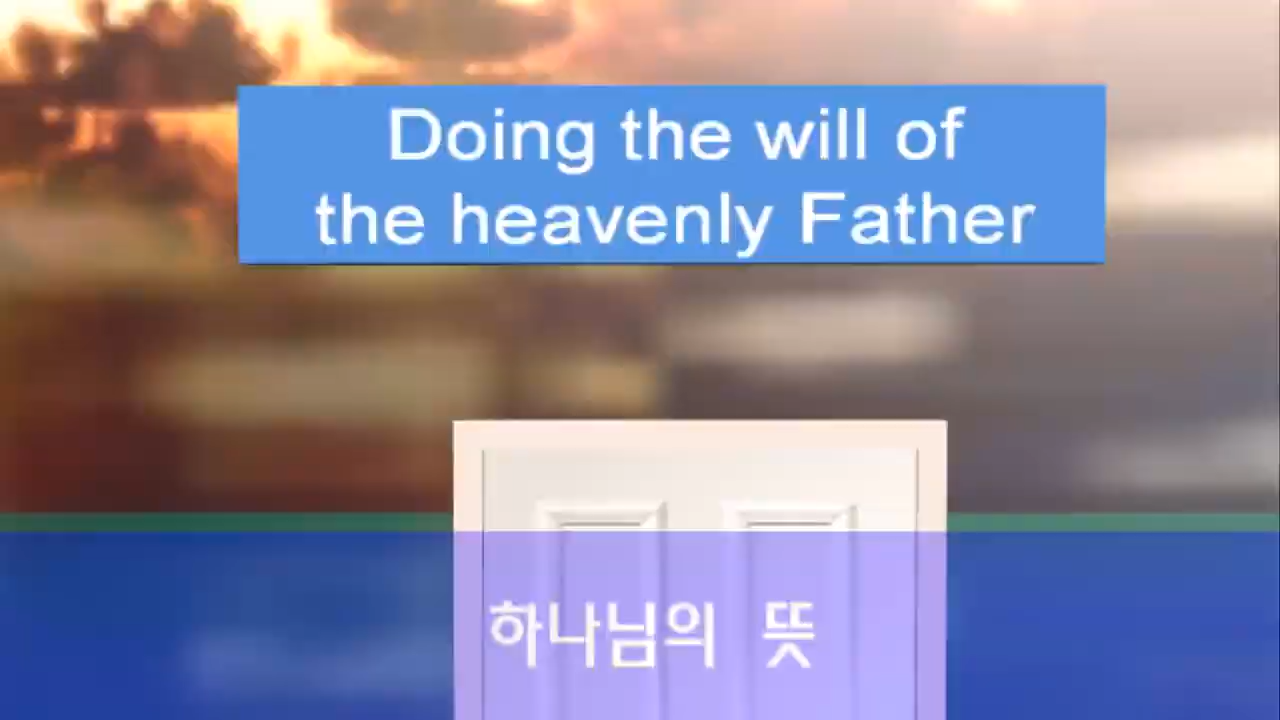 Doing the will of
the heavenly Father
하나님의 뜻